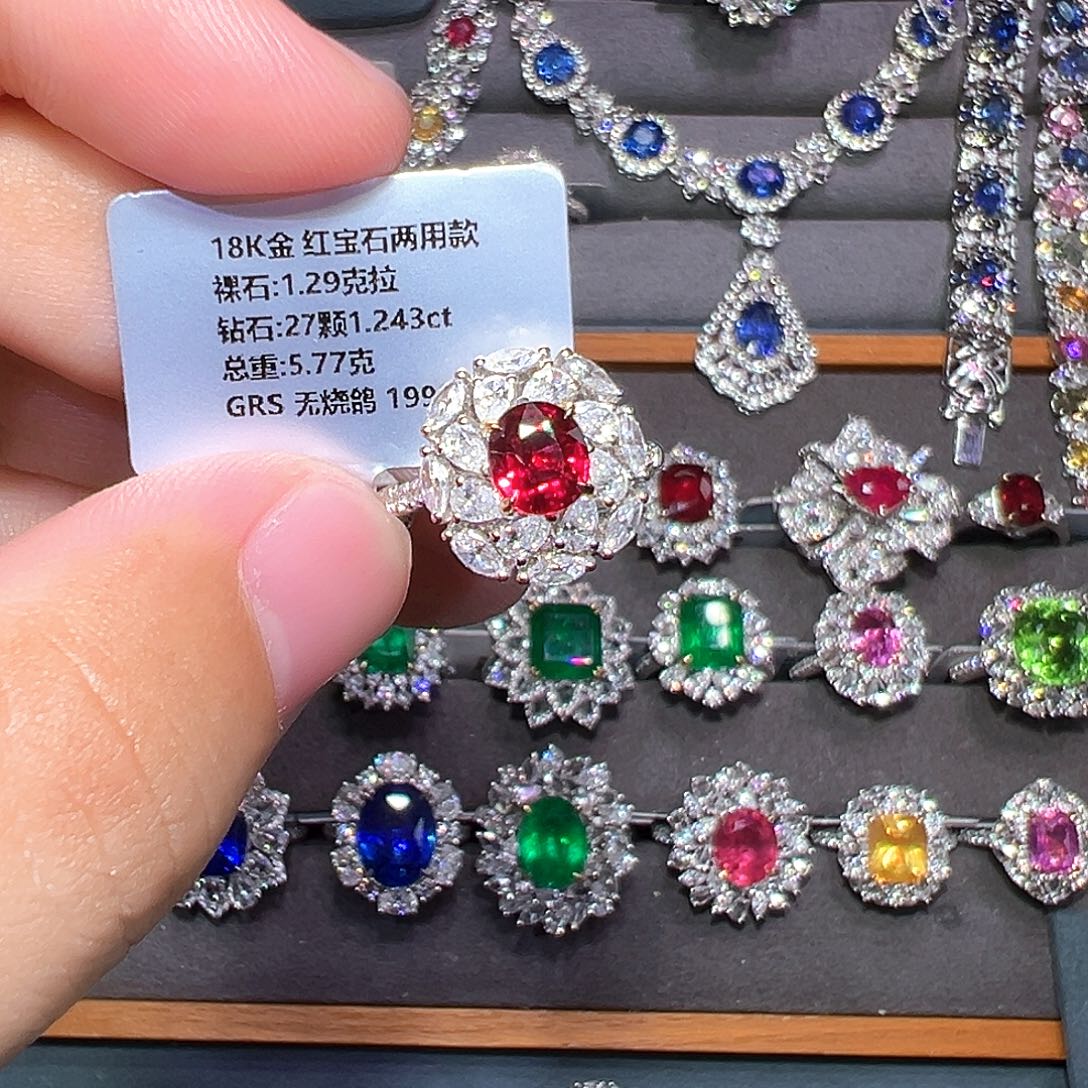 18K金 红宝石两用款
裸石:1.29克拉
钻石:27颗1.243ct
总重:5.77克
GRS 无烧鸽